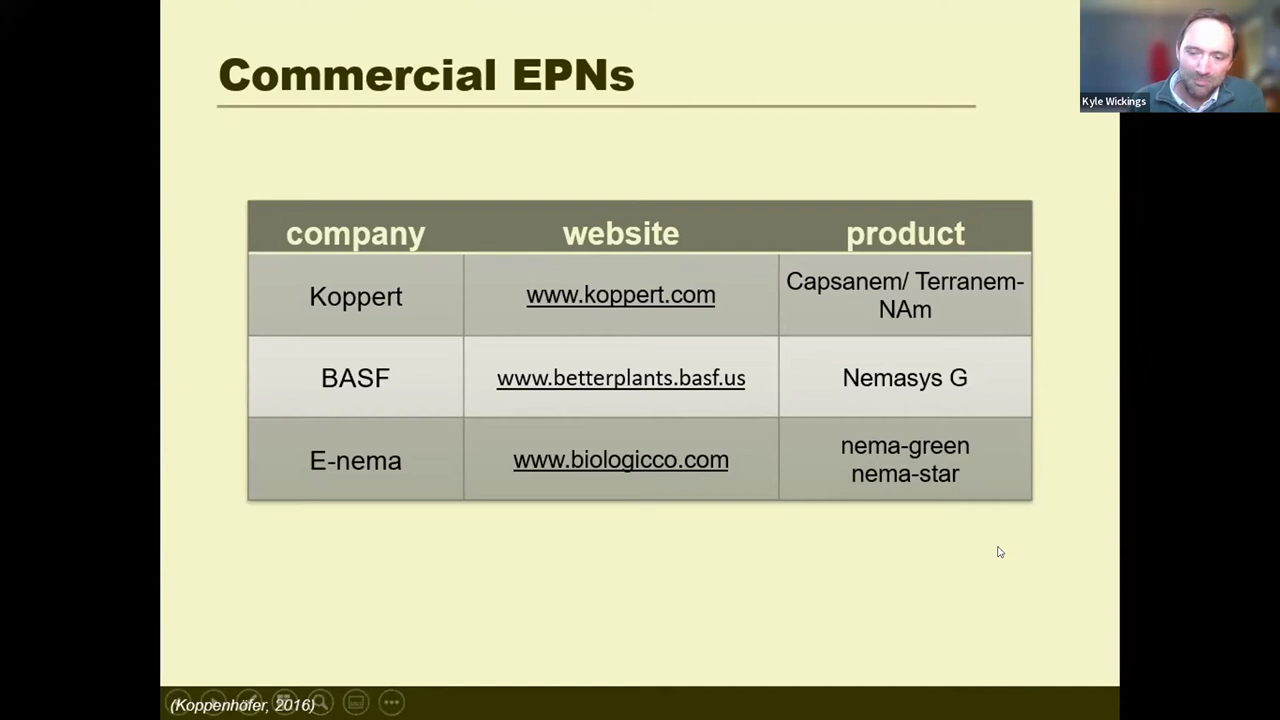 Commercial EPNs
Kyle Wickings
company website product
Koppert www.koppert.com Capsanem/ Terranem-
NAm
BASF www.betterplants.basf.us Nemasys G
E-nema www.biologicco.com nema-green
nema-star
(Koppenhöfer, 2016)